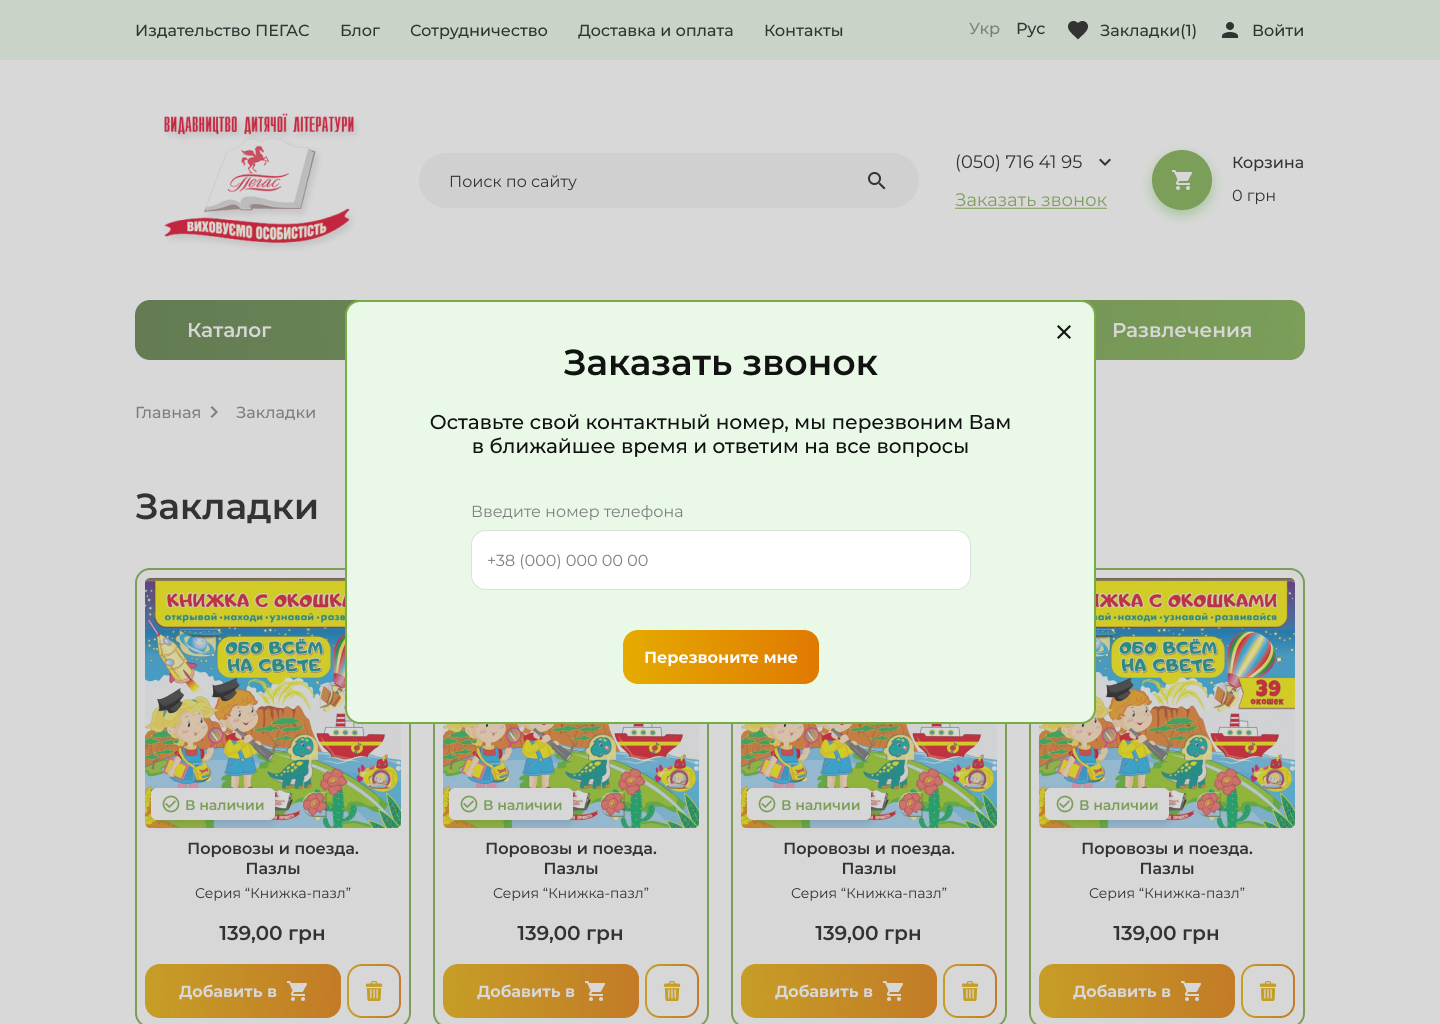 Издательство ПЕГАС Блог Сотрудничество Доставка и оплата Контакты Укр Рус Закладки(1) Войти
ВИДАВНИЦТВО ДИТЯЧОЇ ЛІТЕРАТУРИ
Пегас
ВИХОВУЄМО ОСОБИСТІСТЬ
Поиск по сайту
(050) 716 41 95
Заказать звонок
Корзина
0 грн
Каталог
Развлечения
Главная Закладки
Закладки
Заказать звонок
Оставьте свой контактный номер, мы перезвоним Вам
в ближайшее время и ответим на все вопросы
Введите номер телефона
+38 (000) 000 00 00
Перезвоните мне
КНИЖКА С ОКОШКА
открывай·находи·узнавай·разв
ОБО ВСЁМ
НА СВЕТЕ
ЖКА С ОКОШКАМИ
вай·находи·узнавай·развивайся
ОБО ВСЁМ
НА СВЕТЕ
39
окошек
В наличии В наличии В наличии В наличии
Поровозы и поезда. Поровозы и поезда. Поровозы и поезда. Поровозы и поезда.
Пазлы Пазлы Пазлы Пазлы
Серия “Книжка-пазл” Серия “Книжка-пазл” Серия “Книжка-пазл” Серия “Книжка-пазл”
139,00 грн 139,00 грн 139,00 грн 139,00 грн
Добавить в Добавить в Добавить в Добавить в